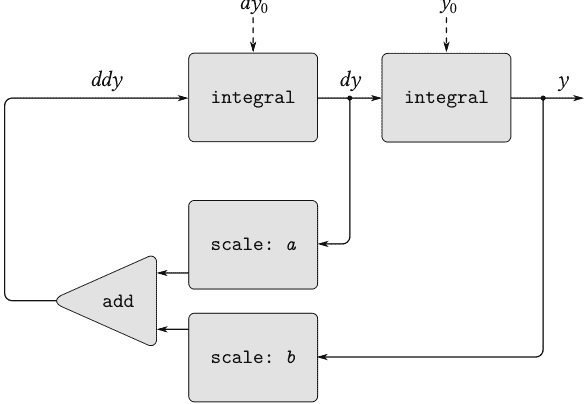 dy₀
y₀
ddy
integral
dy
integral
y
scale: a
add
scale: b